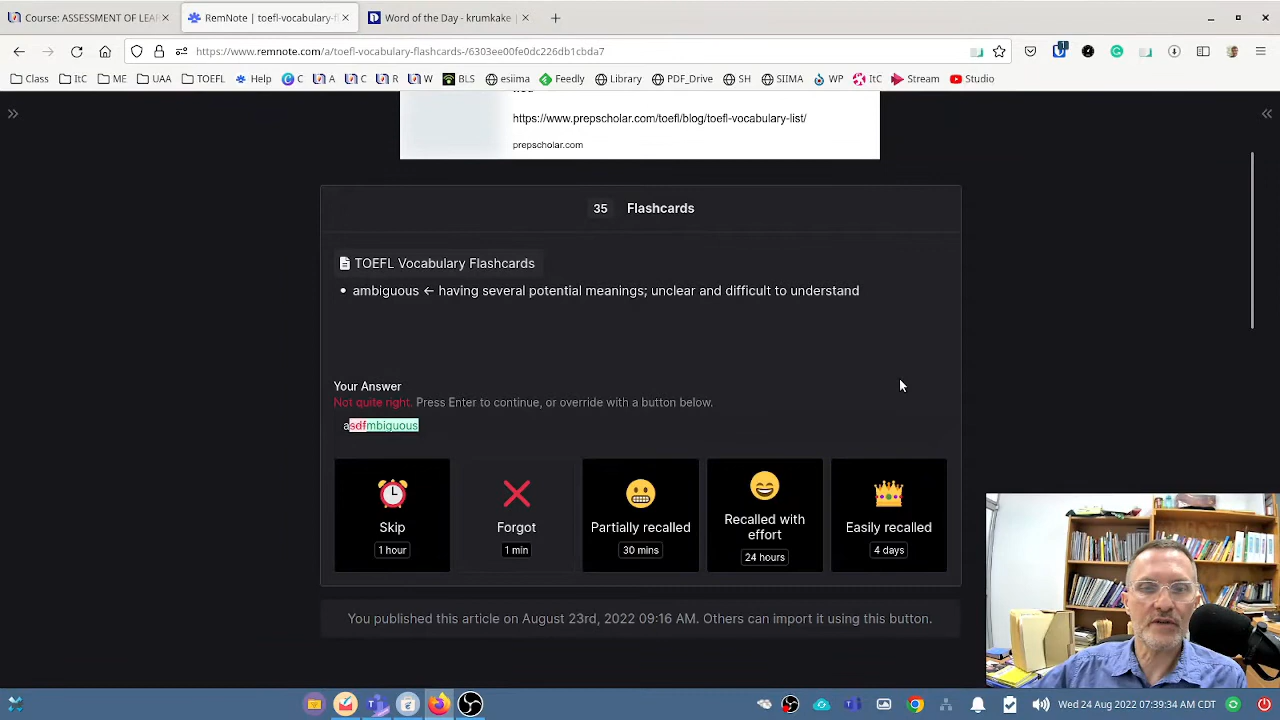 Course: ASSESSMENT OF LEA
RemNote | toefl-vocabulary-f
Word of the Day - krumkake |
https://www.remnote.com/a/toefl-vocabulary-flashcards-/6303ee00fe0dc226db1cbda7
Class ItC ME UAA TOEFL Help C A C R W BLS esiima Feedly Library PDF_Drive SH SIIMA WP ItC Stream Studio
https://www.prepscholar.com/toefl/blog/toefl-vocabulary-list/
prepscholar.com
35 Flashcards
TOEFL Vocabulary Flashcards
• ambiguous ← having several potential meanings; unclear and difficult to understand
Your Answer
Not quite right. Press Enter to continue, or override with a button below.
asdfmbiguous
Skip
1 hour
Forgot
1 min
Partially recalled
30 mins
Recalled with
effort
24 hours
Easily recalled
4 days
You published this article on August 23rd, 2022 09:16 AM. Others can import it using this button.
Wed 24 Aug 2022 07:39:34 AM CDT